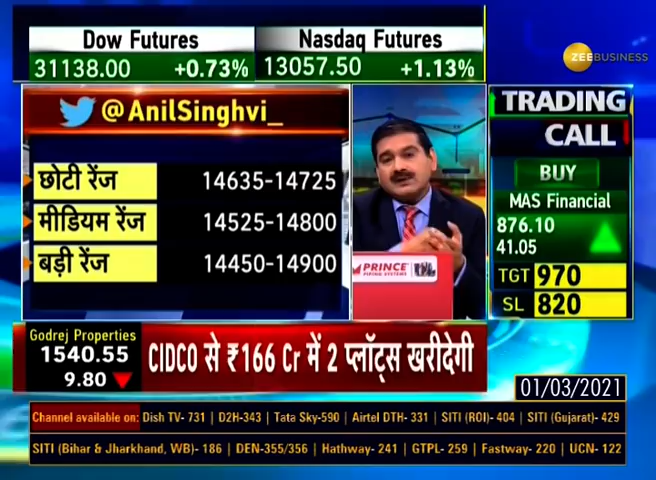 Dow Futures
31138.00 +0.73%
Nasdaq Futures
13057.50 +1.13%
ZEE BUSINESS
@AnilSinghvi_
छोटी रेंज 14635-14725
मीडियम रेंज 14525-14800
बड़ी रेंज 14450-14900
PRINCE
PIPING SYSTEMS
TRADING
CALL
BUY
MAS Financial
876.10
41.05
TGT 970
SL 820
Godrej Properties
1540.55
9.80
CIDCO से ₹166 Cr में 2 प्लॉट्स खरीदेगी
01/03/2021
Channel available on: Dish TV- 731 | D2H-343 | Tata Sky-590 | Airtel DTH- 331 | SITI (ROI)- 404 | SITI (Gujarat)- 429
SITI (Bihar & Jharkhand, WB)- 186 | DEN-355/356 | Hathway- 241 | GTPL- 259 | Fastway- 220 | UCN- 122